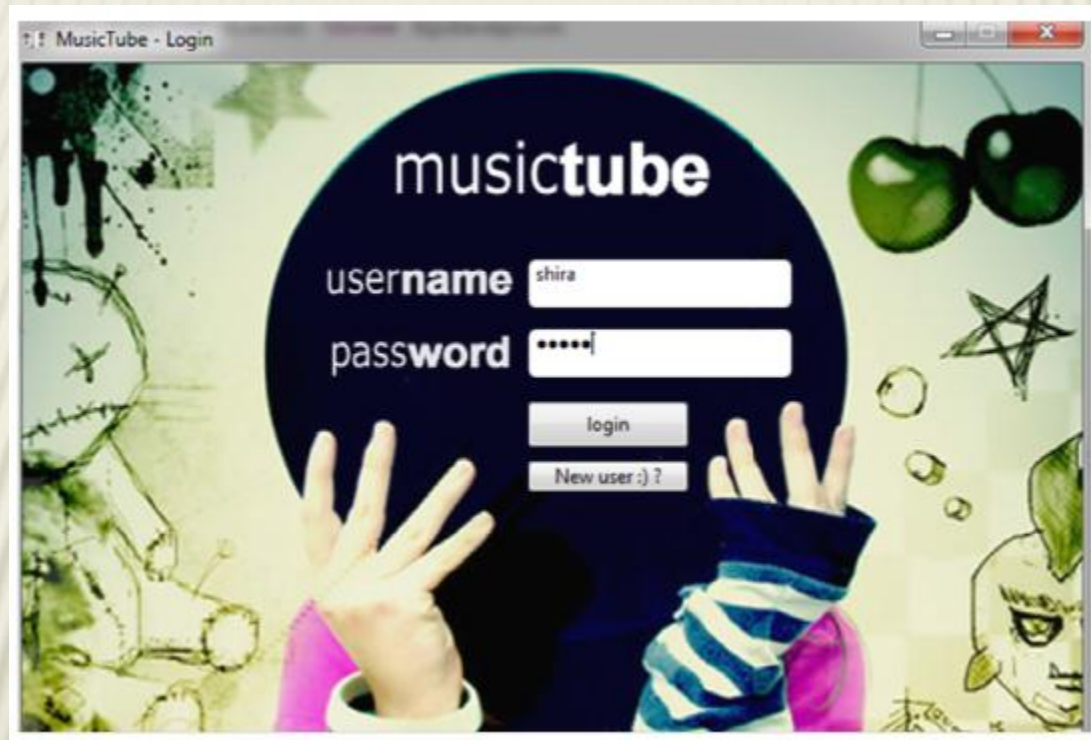 MusicTube - Login
musictube
username shira
password •••••
login
New user :) ?